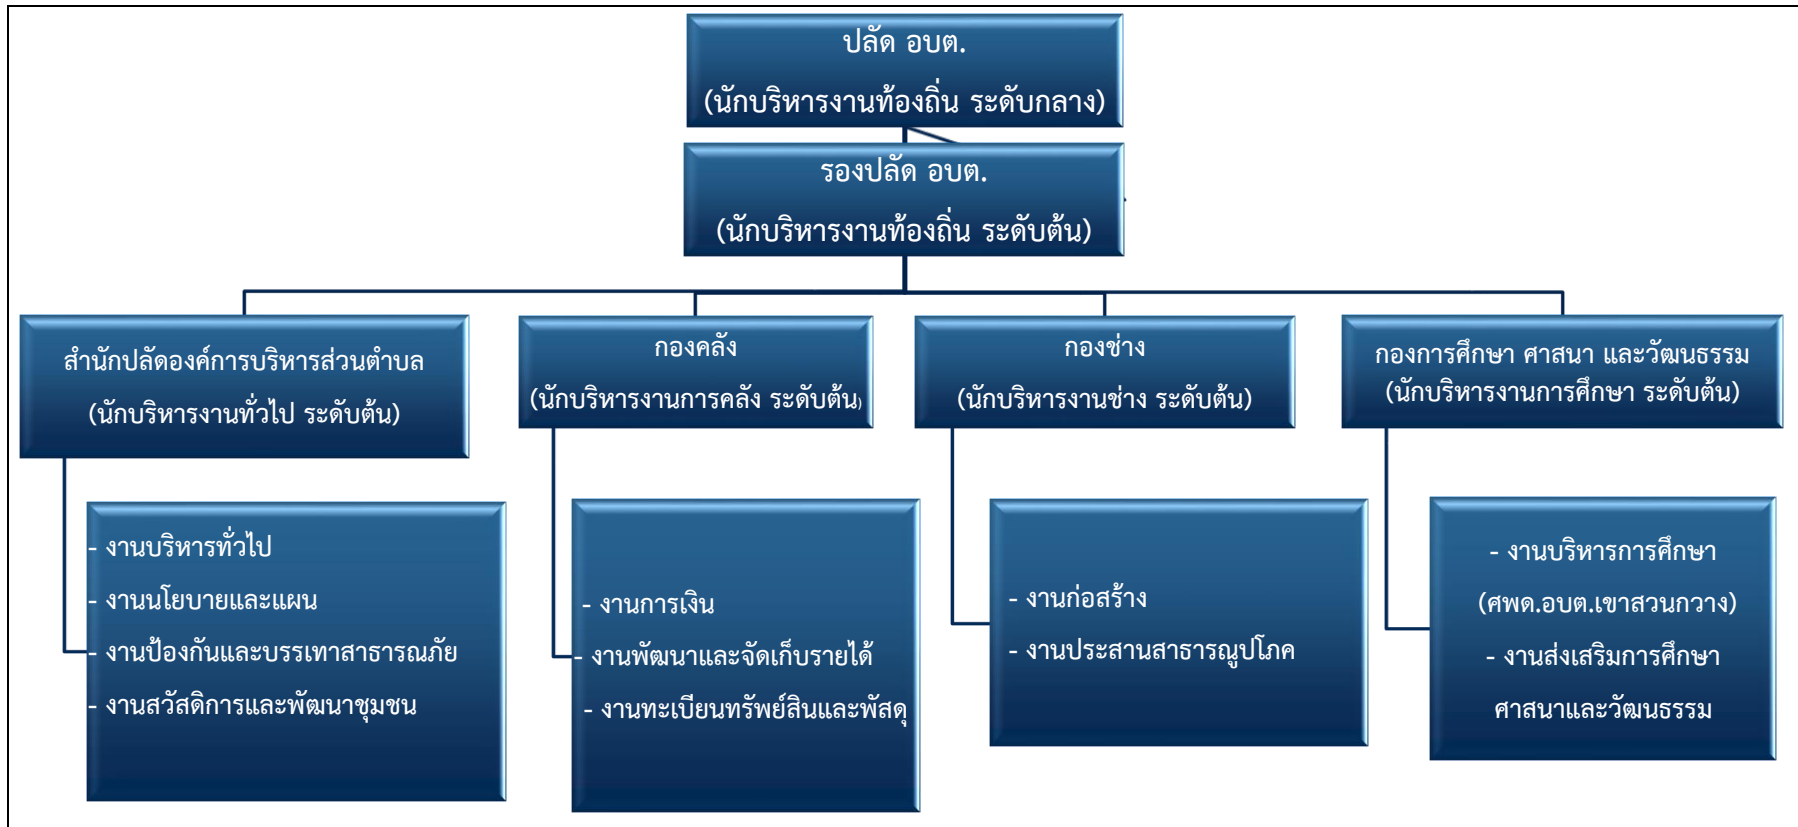 ปลัด อบต.
(นักบริหารงานท้องถิ่น ระดับกลาง)
รองปลัด อบต.
(นักบริหารงานท้องถิ่น ระดับต้น)
สำนักปลัดองค์การบริหารส่วนตำบล
(นักบริหารงานทั่วไป ระดับต้น)
กองคลัง
(นักบริหารงานการคลัง ระดับต้น)
กองช่าง
(นักบริหารงานช่าง ระดับต้น)
กองการศึกษา ศาสนา และวัฒนธรรม
(นักบริหารงานการศึกษา ระดับต้น)
- งานบริหารทั่วไป
- งานนโยบายและแผน
- งานป้องกันและบรรเทาสาธารณภัย
- งานสวัสดิการและพัฒนาชุมชน
- งานการเงิน
- งานพัฒนาและจัดเก็บรายได้
- งานทะเบียนทรัพย์สินและพัสดุ
- งานก่อสร้าง
- งานประสานสาธารณูปโภค
- งานบริหารการศึกษา
(ศพด.อบต.เขาสวนกวาง)
- งานส่งเสริมการศึกษา
ศาสนาและวัฒนธรรม